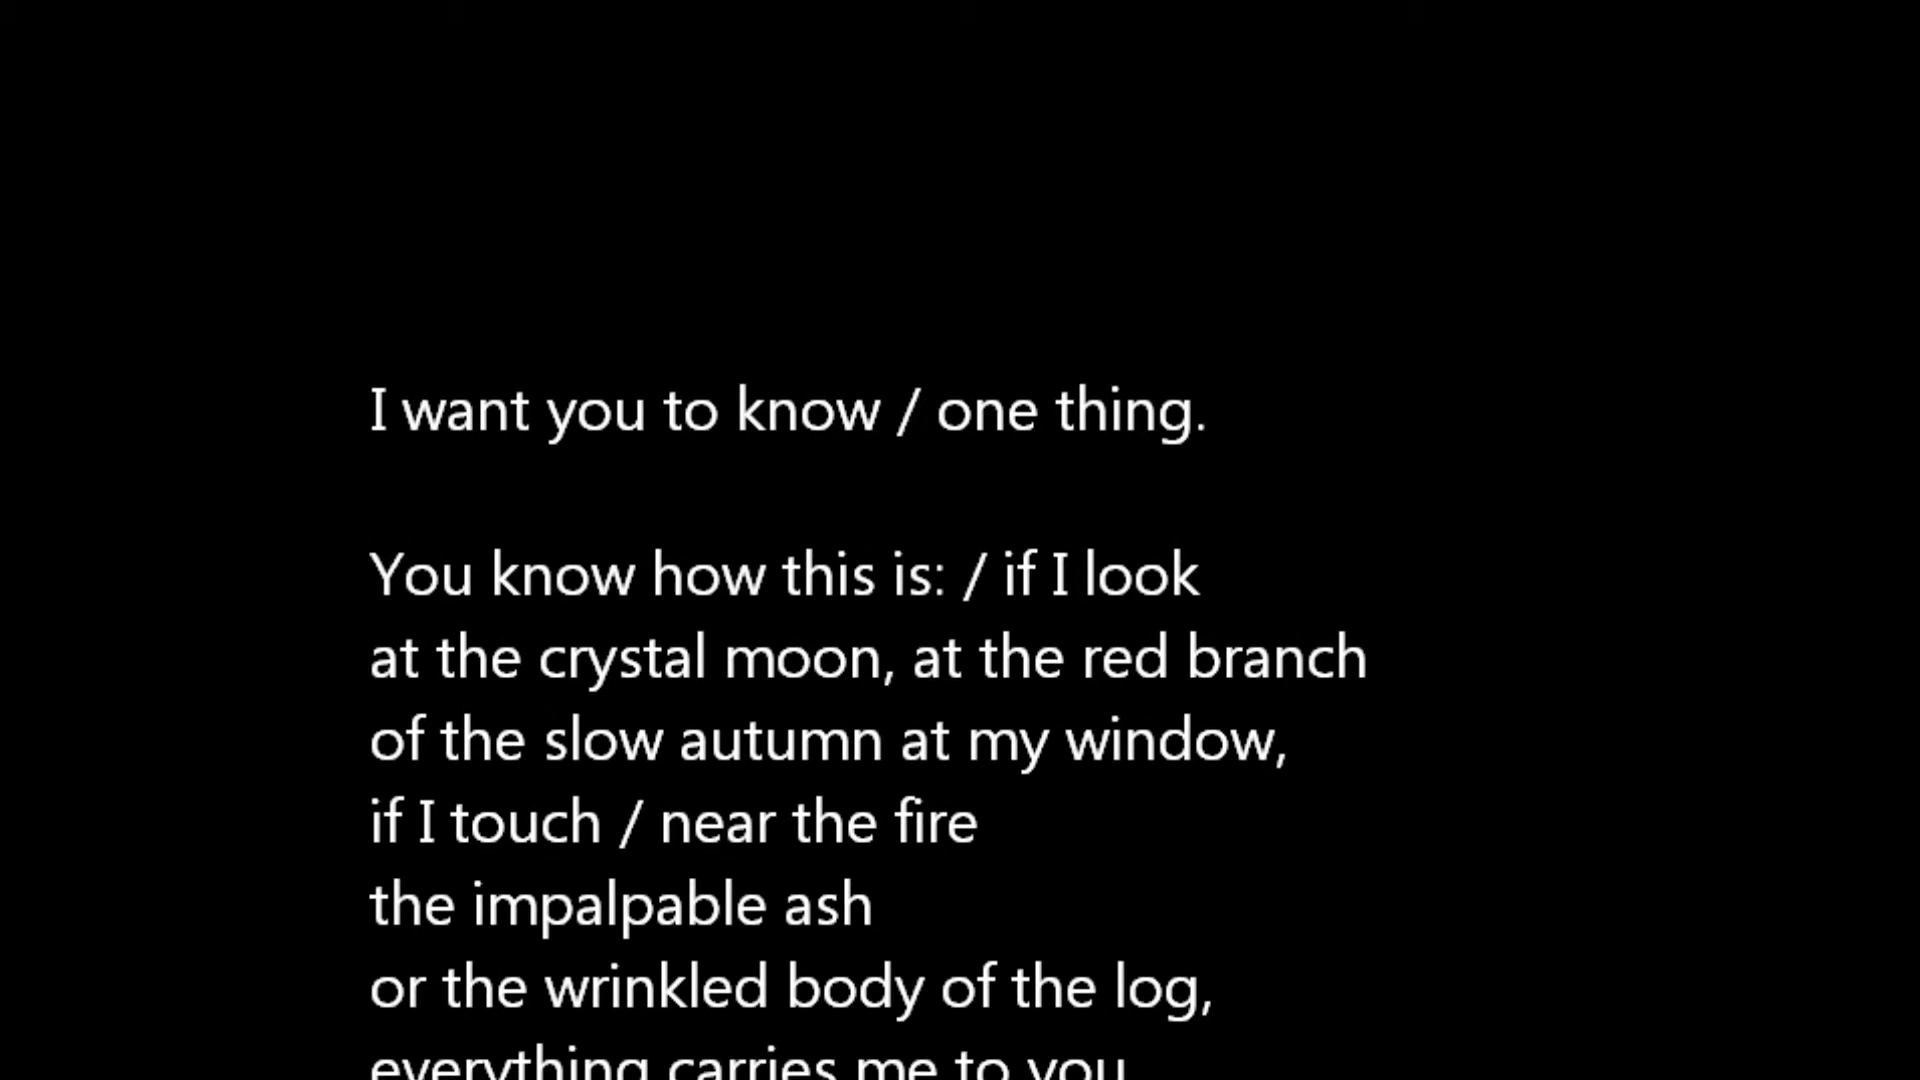 I want you to know / one thing.
You know how this is: / if I look
at the crystal moon, at the red branch
of the slow autumn at my window,
if I touch / near the fire
the impalpable ash
or the wrinkled body of the log,
everything carries me to you